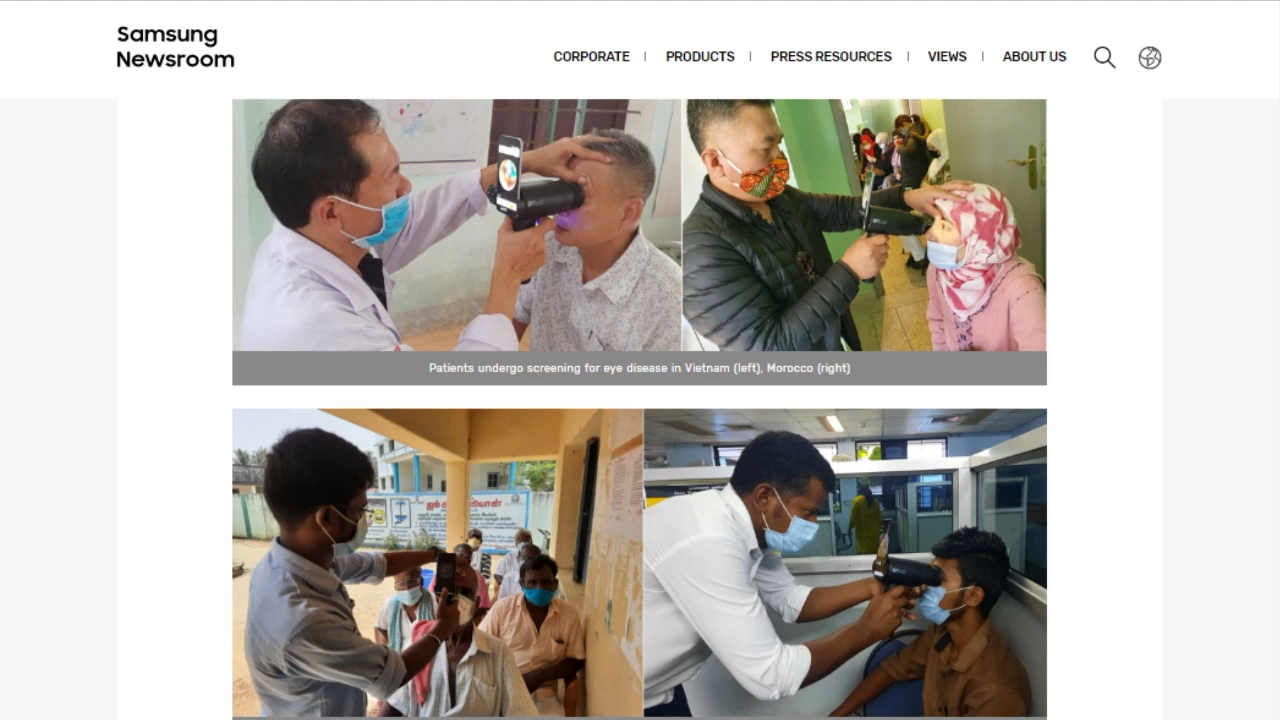 Samsung
Newsroom
CORPORATE
PRODUCTS
PRESS RESOURCES
VIEWS
ABOUT US
Patients undergo screening for eye disease in Vietnam (left), Morocco (right)